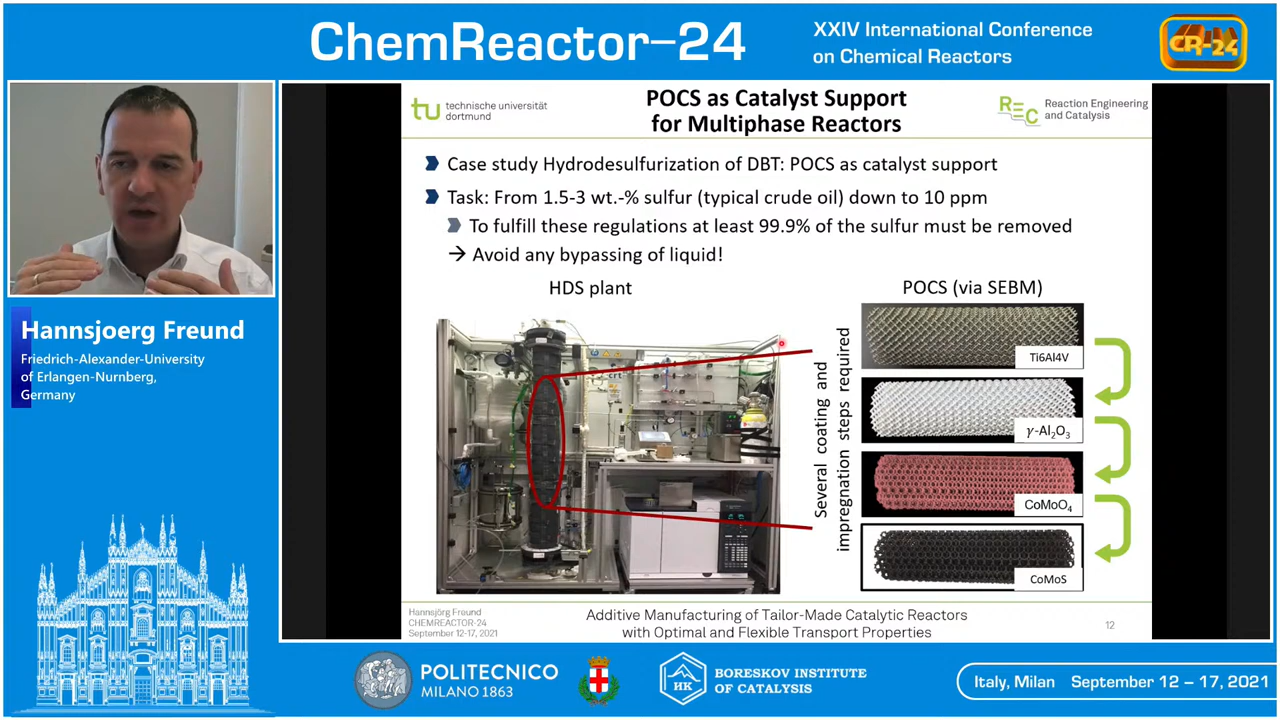 ChemReactor-24
XXIV International Conference
on Chemical Reactors
CR-24
Hannsjoerg Freund
Friedrich-Alexander-University
of Erlangen-Nurnberg,
Germany
tu technische universität
dortmund
POCS as Catalyst Support
for Multiphase Reactors
REC Reaction Engineering
and Catalysis
Case study Hydrodesulfurization of DBT: POCS as catalyst support
Task: From 1.5-3 wt.-% sulfur (typical crude oil) down to 10 ppm
To fulfill these regulations at least 99.9% of the sulfur must be removed
→ Avoid any bypassing of liquid!
HDS plant
POCS (via SEBM)
Several coating and
impregnation steps required
Ti6Al4V
γ-Al₂O₃
CoMoO₄
CoMoS
Hannsjörg Freund
CHEMREACTOR-24
September 12-17, 2021
Additive Manufacturing of Tailor-Made Catalytic Reactors
with Optimal and Flexible Transport Properties
12
POLITECNICO
MILANO 1863
HK
BORESKOV INSTITUTE
OF CATALYSIS
Italy, Milan September 12 – 17, 2021